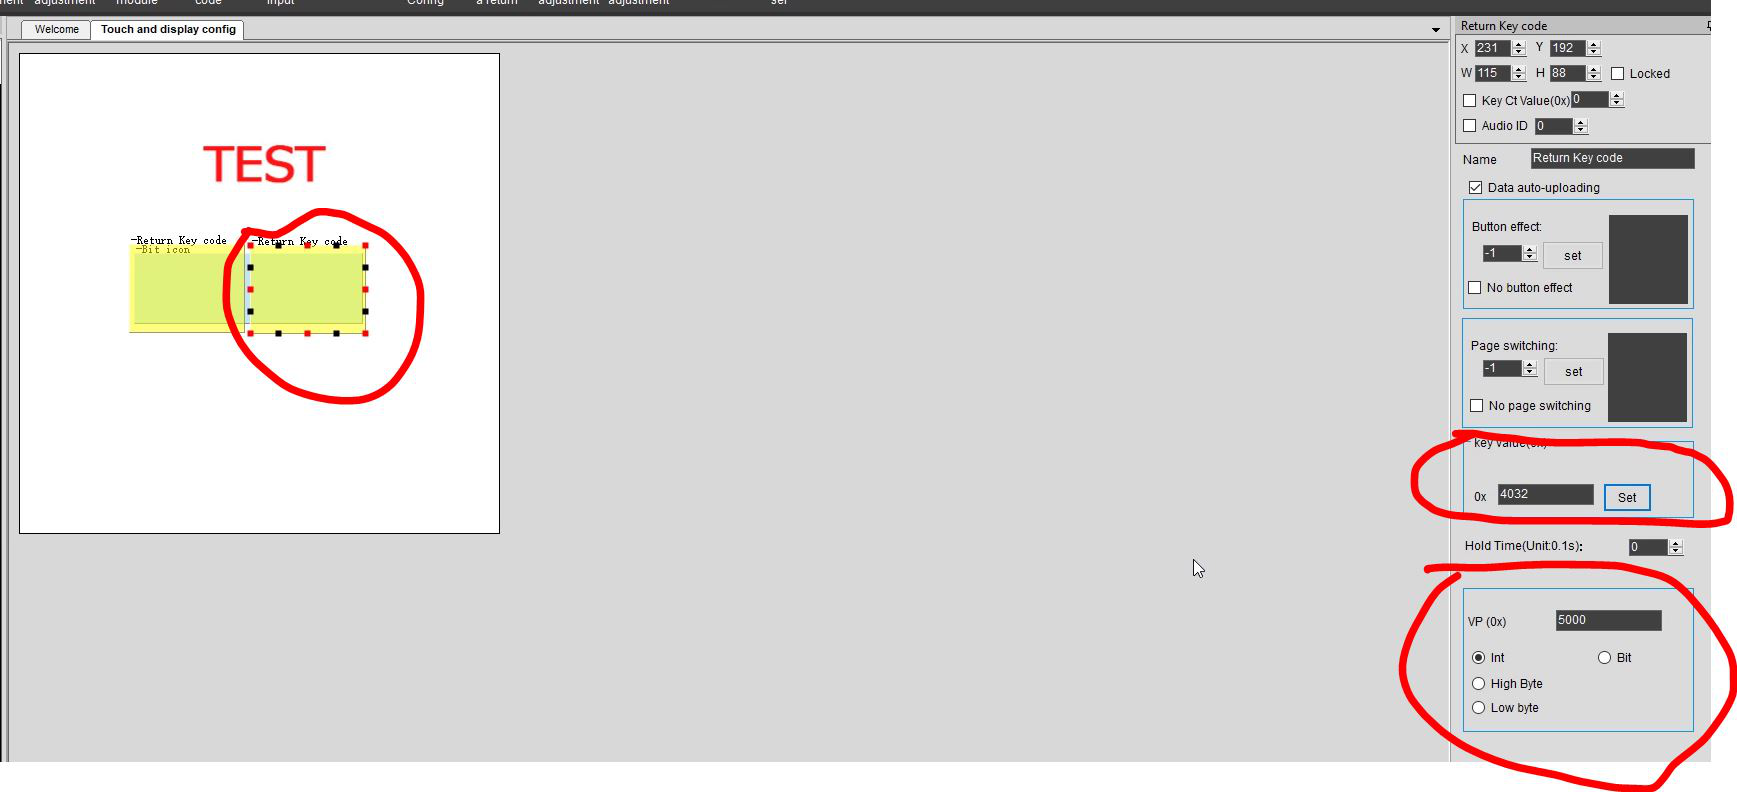 adjustment module code input Config a return adjustment adjustment
Welcome Touch and display config
TEST
-Return Key code -Return Key code
-Bit icon
Return Key code
X 231 Y 192
W 115 H 88 Locked
Key Ct Value(0x) 0
Audio ID 0
Name Return Key code
Data auto-uploading
Button effect:
-1 set
No button effect
Page switching:
-1 set
No page switching
key value(0x)
0x 4032 Set
Hold Time(Unit:0.1s): 0
VP (0x) 5000
Int Bit
High Byte
Low byte